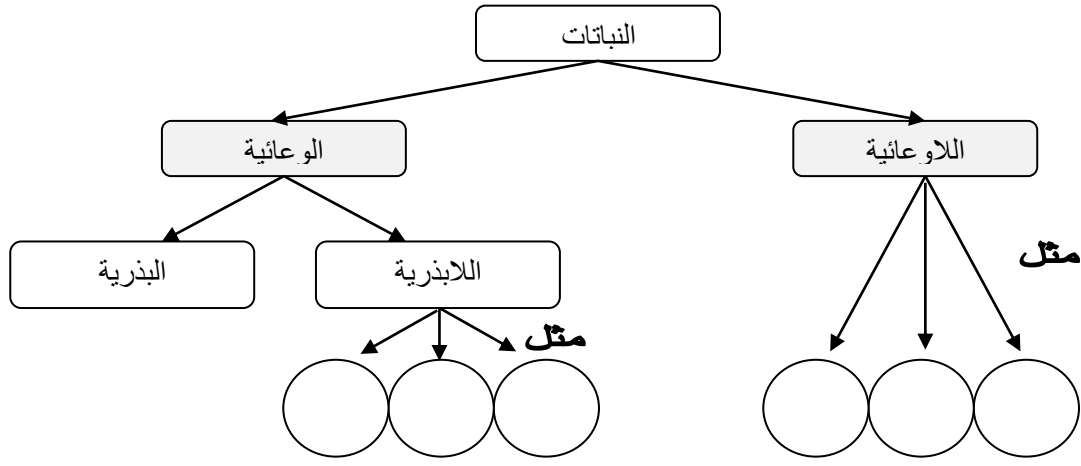 النباتات
اللاوعائية
الوعائية
مثل
اللابذرية
البذرية
مثل